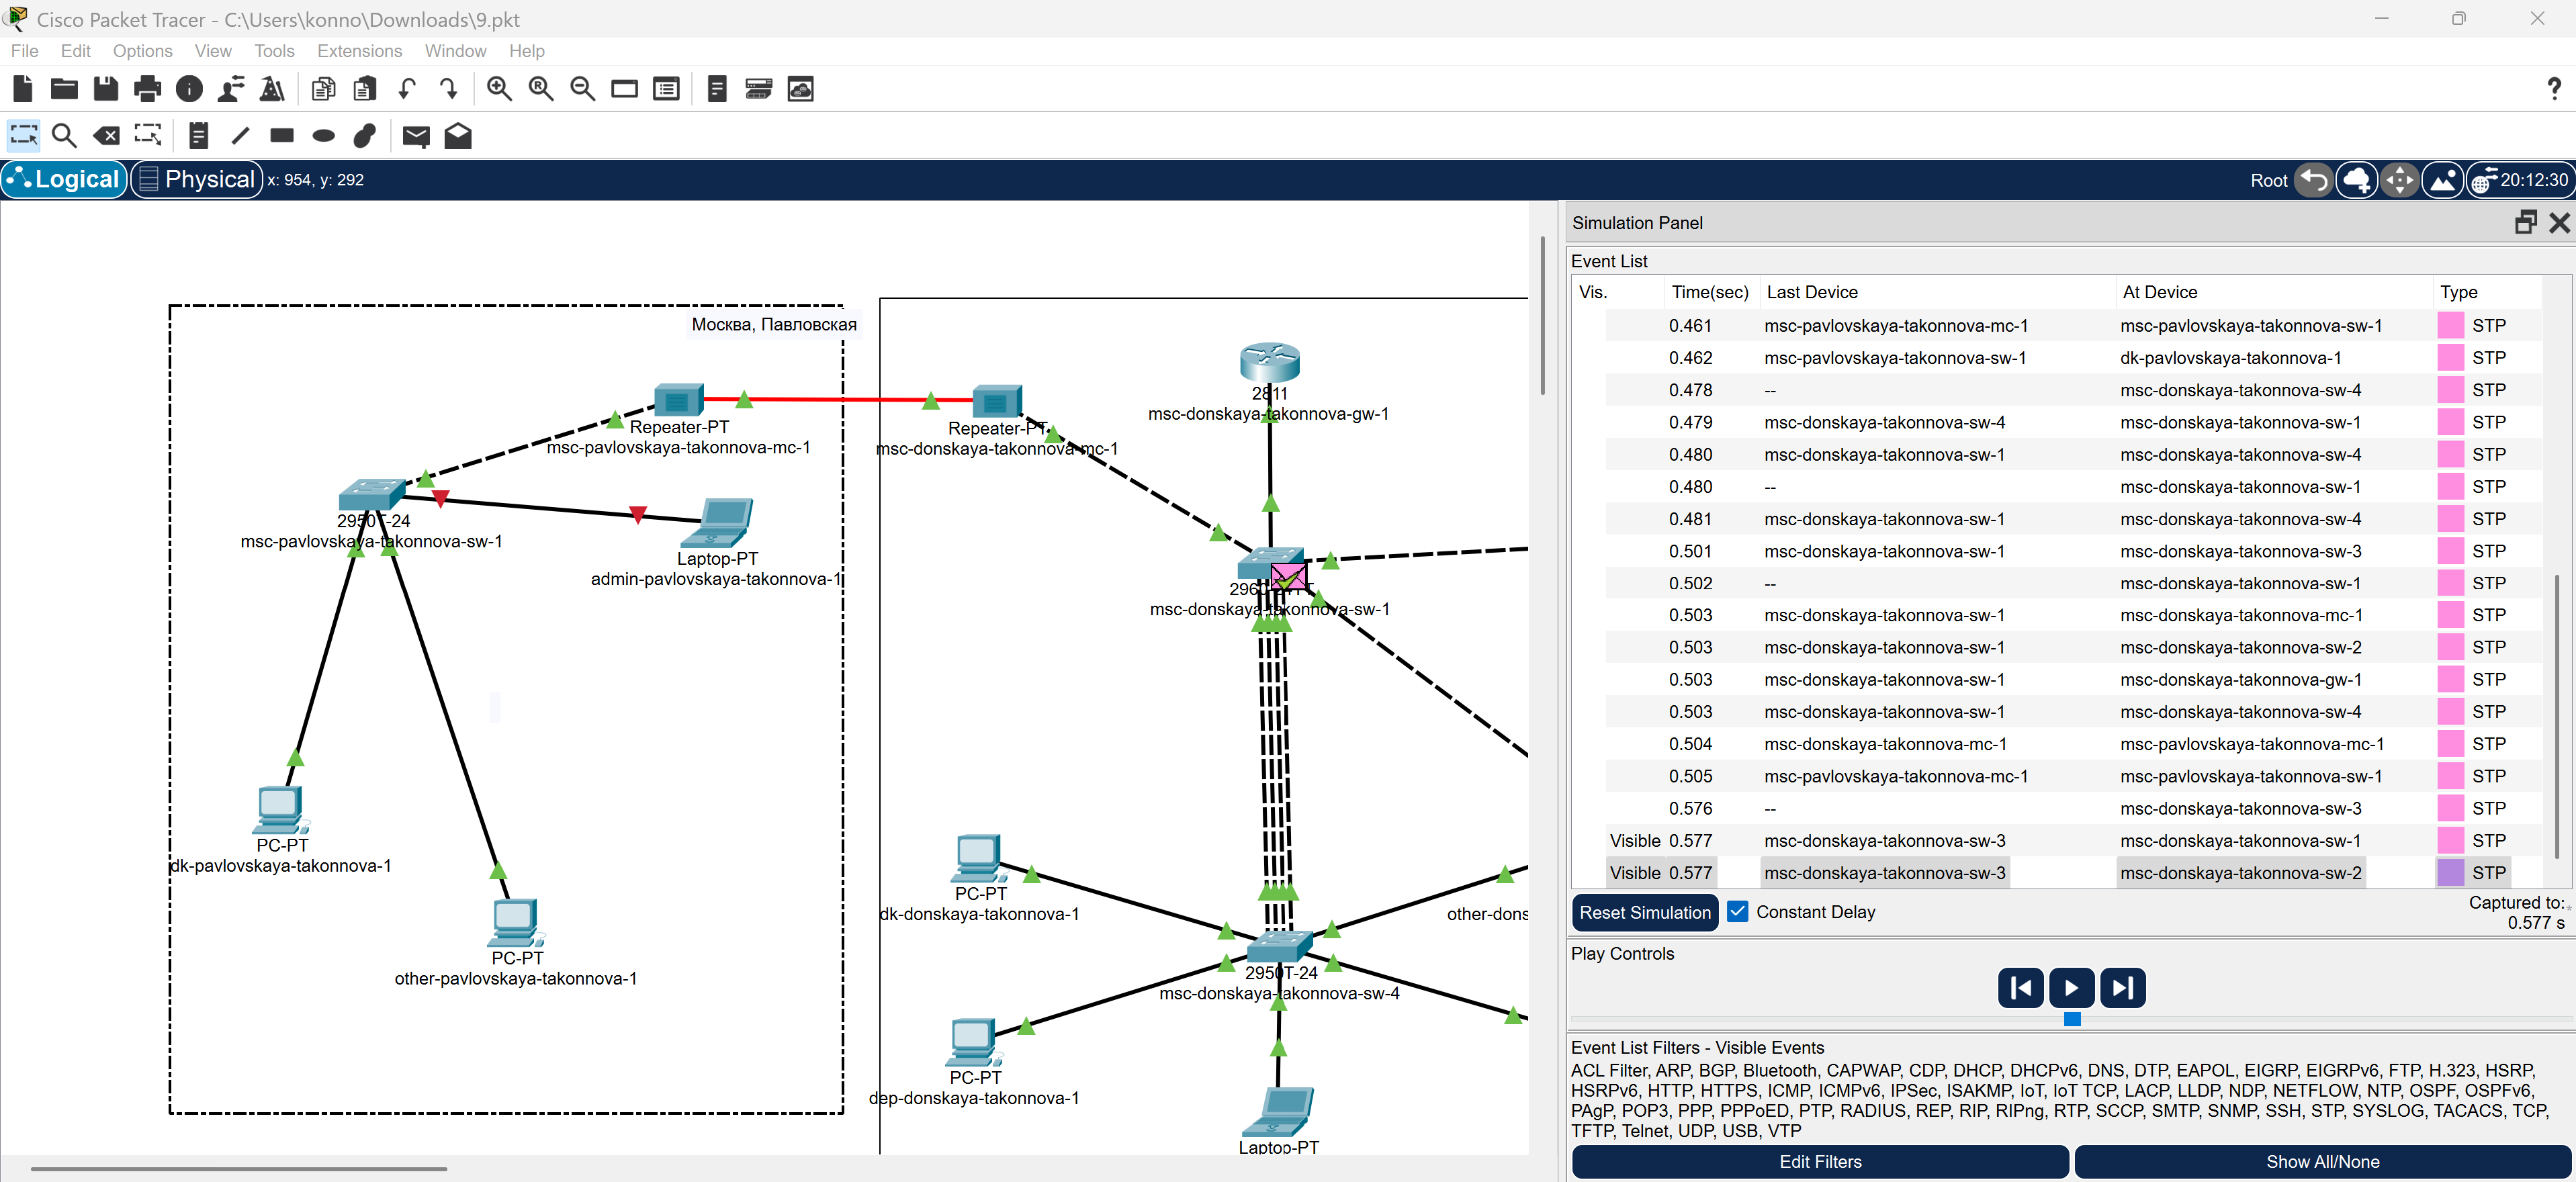 Cisco Packet Tracer - C:\Users\konno\Downloads\9.pkt
File Edit Options View Tools Extensions Window Help
Logical Physical x: 954, y: 292 Root 20:12:30
Москва, Павловская
Repeater-PT
msc-pavlovskaya-takonnova-mc-1
Repeater-PT
msc-donskaya-takonnova-mc-1
2811
msc-donskaya-takonnova-gw-1
2950T-24
msc-pavlovskaya-takonnova-sw-1
Laptop-PT
admin-pavlovskaya-takonnova-1
msc-donskaya-takonnova-sw-1
PC-PT
dk-pavlovskaya-takonnova-1
PC-PT
other-pavlovskaya-takonnova-1
PC-PT
dk-donskaya-takonnova-1
other-dons
2950T-24
msc-donskaya-takonnova-sw-4
PC-PT
dep-donskaya-takonnova-1
Laptop-PT
Simulation Panel
Event List
Vis. Time(sec) Last Device At Device Type
0.461 msc-pavlovskaya-takonnova-mc-1 msc-pavlovskaya-takonnova-sw-1 STP
0.462 msc-pavlovskaya-takonnova-sw-1 dk-pavlovskaya-takonnova-1 STP
0.478 -- msc-donskaya-takonnova-sw-4 STP
0.479 msc-donskaya-takonnova-sw-4 msc-donskaya-takonnova-sw-1 STP
0.480 msc-donskaya-takonnova-sw-1 msc-donskaya-takonnova-sw-4 STP
0.480 -- msc-donskaya-takonnova-sw-1 STP
0.481 msc-donskaya-takonnova-sw-1 msc-donskaya-takonnova-sw-4 STP
0.501 msc-donskaya-takonnova-sw-1 msc-donskaya-takonnova-sw-3 STP
0.502 -- msc-donskaya-takonnova-sw-1 STP
0.503 msc-donskaya-takonnova-sw-1 msc-donskaya-takonnova-mc-1 STP
0.503 msc-donskaya-takonnova-sw-1 msc-donskaya-takonnova-sw-2 STP
0.503 msc-donskaya-takonnova-sw-1 msc-donskaya-takonnova-gw-1 STP
0.503 msc-donskaya-takonnova-sw-1 msc-donskaya-takonnova-sw-4 STP
0.504 msc-donskaya-takonnova-mc-1 msc-pavlovskaya-takonnova-mc-1 STP
0.505 msc-pavlovskaya-takonnova-mc-1 msc-pavlovskaya-takonnova-sw-1 STP
0.576 -- msc-donskaya-takonnova-sw-3 STP
Visible 0.577 msc-donskaya-takonnova-sw-3 msc-donskaya-takonnova-sw-1 STP
Visible 0.577 msc-donskaya-takonnova-sw-3 msc-donskaya-takonnova-sw-2 STP
Reset Simulation Constant Delay Captured to:
0.577 s
Play Controls
Event List Filters - Visible Events
ACL Filter, ARP, BGP, Bluetooth, CAPWAP, CDP, DHCP, DHCPv6, DNS, DTP, EAPOL, EIGRP, EIGRPv6, FTP, H.323, HSRP,
HSRPv6, HTTP, HTTPS, ICMP, ICMPv6, IPSec, ISAKMP, IoT, IoT TCP, LACP, LLDP, NDP, NETFLOW, NTP, OSPF, OSPFv6,
PAgP, POP3, PPP, PPPoED, PTP, RADIUS, REP, RIP, RIPng, RTP, SCCP, SMTP, SNMP, SSH, STP, SYSLOG, TACACS, TCP,
TFTP, Telnet, UDP, USB, VTP
Edit Filters Show All/None